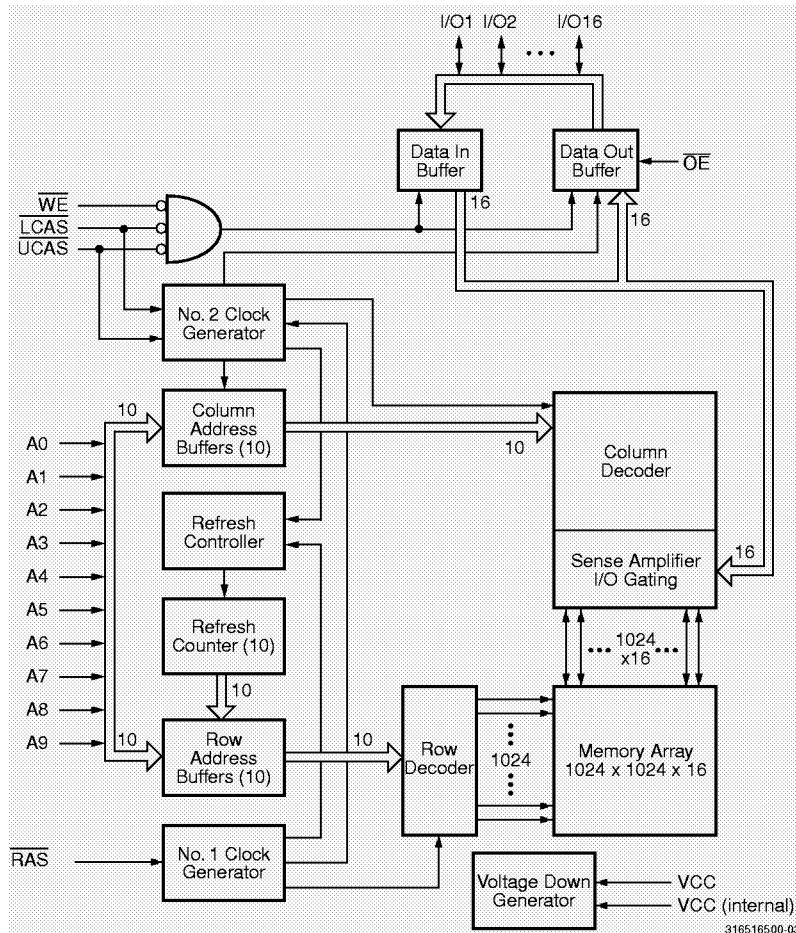 I/O1 I/O2 ••• I/O16
Data In
Buffer
Data Out
Buffer
OE
WE
LCAS
UCAS
16
16
No. 2 Clock
Generator
10
Column
Address
Buffers (10)
10
Column
Decoder
A0
A1
A2
A3
A4
A5
A6
A7
A8
A9
Refresh
Controller
Sense Amplifier
I/O Gating
16
Refresh
Counter (10)
••• 1024 •••
x16
10
10
Row
Address
Buffers (10)
10
Row
Decoder
•••
1024
•••
Memory Array
1024 x 1024 x 16
RAS
No. 1 Clock
Generator
Voltage Down
Generator
VCC
VCC (internal)